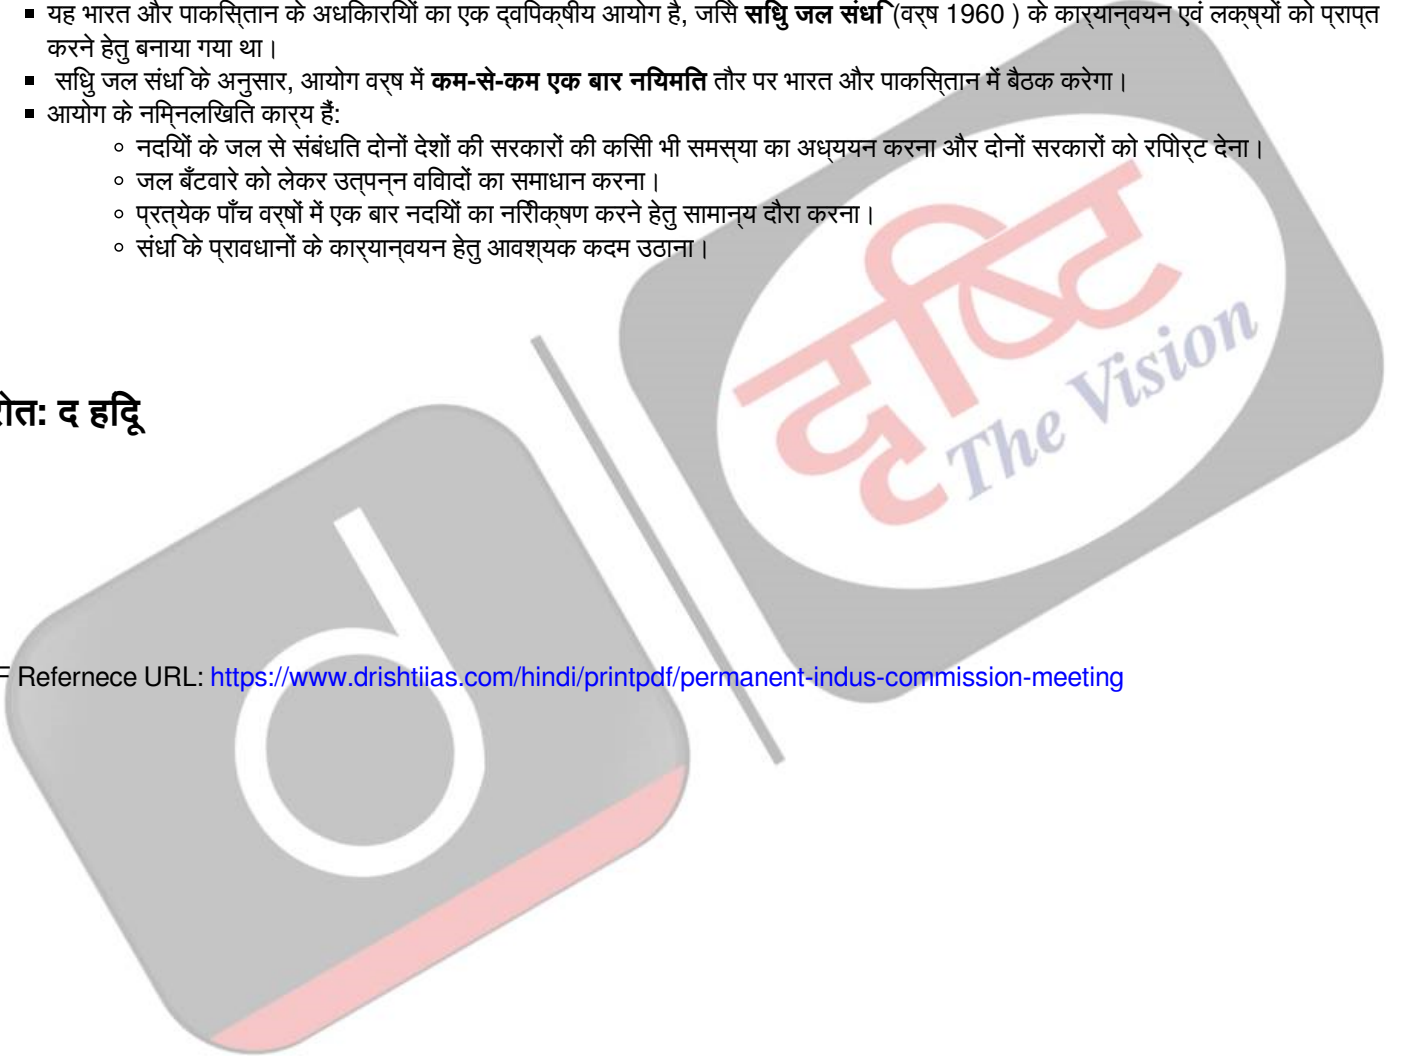 ▪ यह भारत और पाकिस्तान के अधिकारियों का एक द्विपक्षीय आयोग है, जिसे सिंधु जल संधि (वर्ष 1960 ) के कार्यान्वयन एवं लक्ष्यों को प्राप्त
करने हेतु बनाया गया था।
▪ सिंधु जल संधि के अनुसार, आयोग वर्ष में कम-से-कम एक बार नियमित तौर पर भारत और पाकिस्तान में बैठक करेगा।
▪ आयोग के निम्नलिखित कार्य हैं:
◦ नदियों के जल से संबंधित दोनों देशों की सरकारों की किसी भी समस्या का अध्ययन करना और दोनों सरकारों को रिपोर्ट देना।
◦ जल बँटवारे को लेकर उत्पन्न विवादों का समाधान करना।
◦ प्रत्येक पाँच वर्षों में एक बार नदियों का निरीक्षण करने हेतु सामान्य दौरा करना।
◦ संधि के प्रावधानों के कार्यान्वयन हेतु आवश्यक कदम उठाना।
दृष्टि
The Vision
रोत: द हिंदू
d
F Refernece URL: https://www.drishtiias.com/hindi/printpdf/permanent-indus-commission-meeting